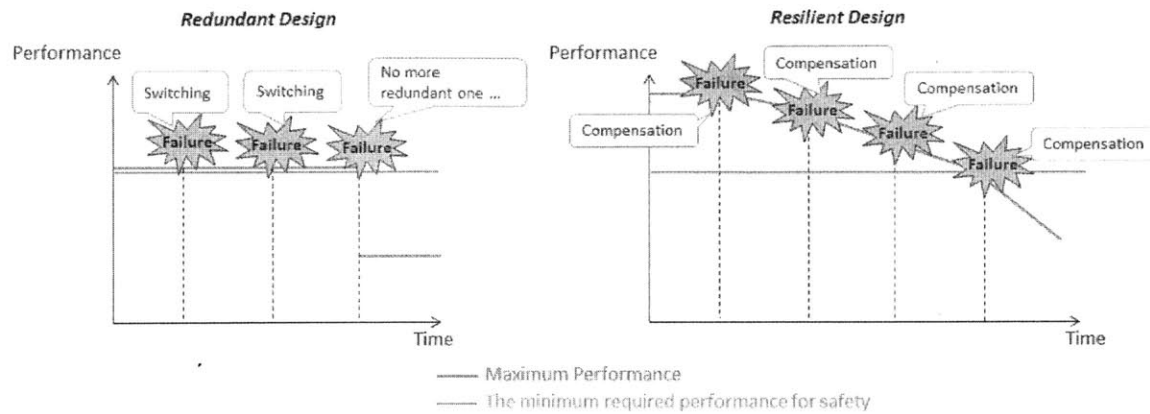 Redundant Design
Performance
Switching
Switching
No more
redundant one ...
Failure
Failure
Failure
Time
Resilient Design
Performance
Failure
Compensation
Compensation
Failure
Compensation
Failure
Compensation
Failure
Time
Maximum Performance
The minimum required performance for safety